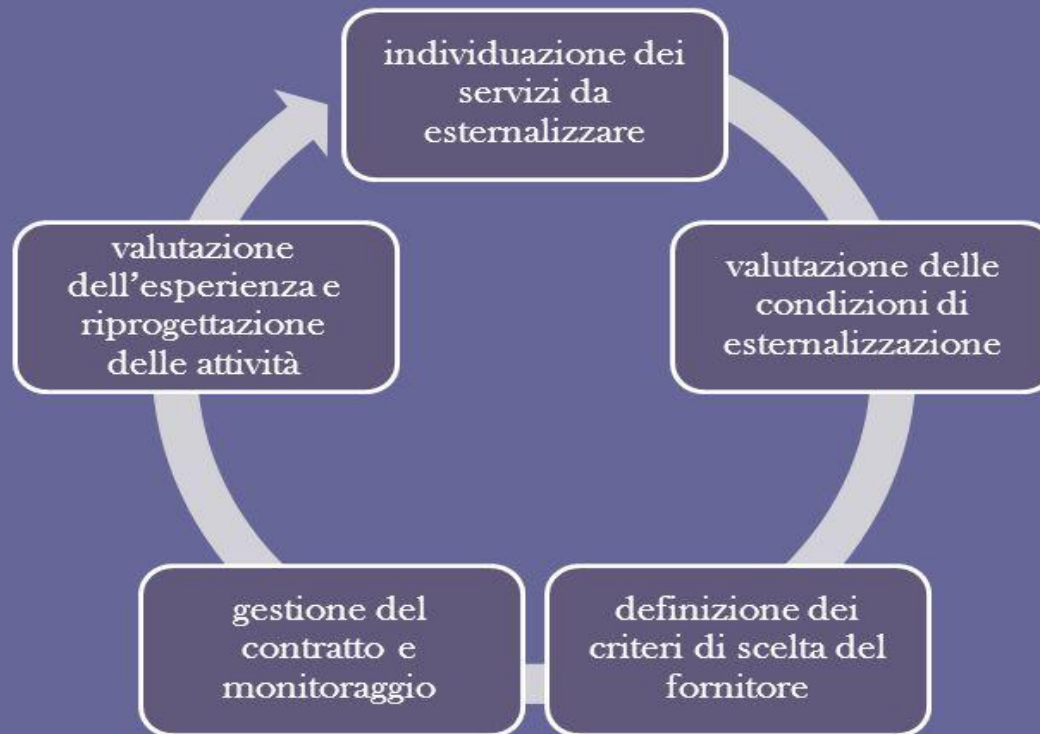 individuazione dei
servizi da
esternalizzare
valutazione delle
condizioni di
esternalizzazione
definizione dei
criteri di scelta del
fornitore
gestione del
contratto e
monitoraggio
valutazione
dell’esperienza e
riprogettazione
delle attività